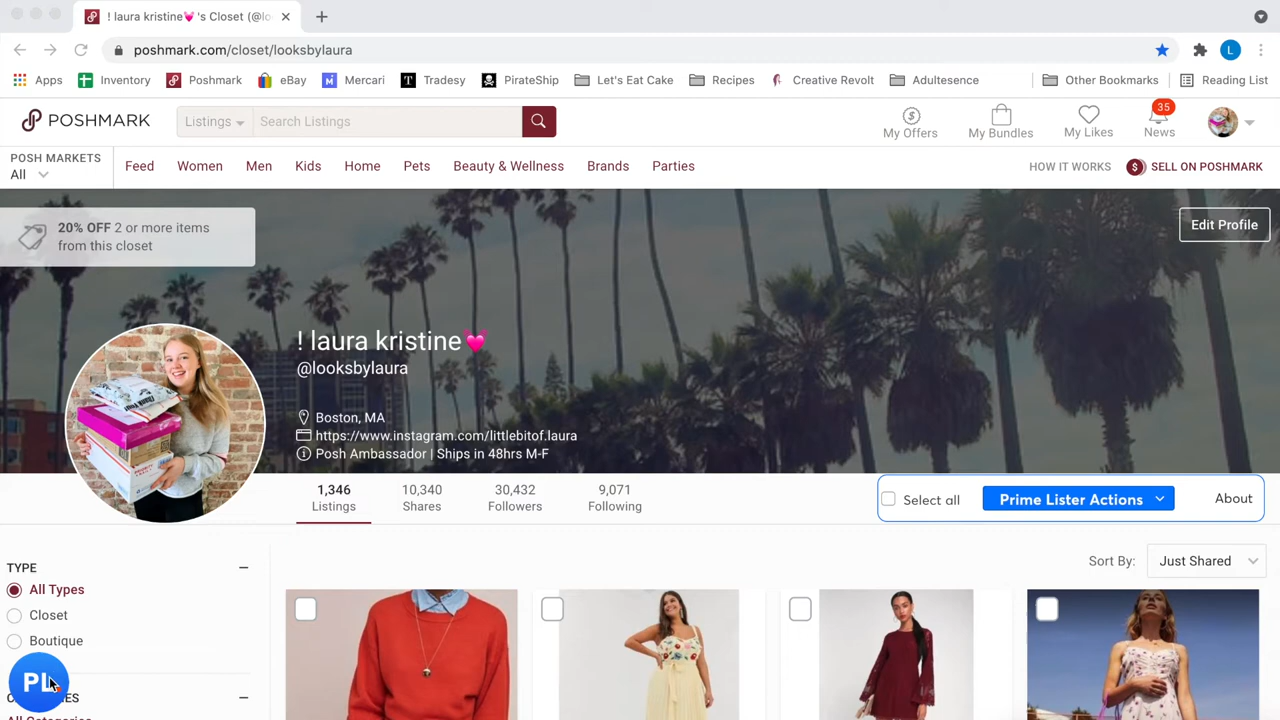 ! laura kristine💓 's Closet (@lo
poshmark.com/closet/looksbylaura
L
Apps
Inventory
Poshmark
eBay
Mercari
Tradesy
PirateShip
Let's Eat Cake
Recipes
Creative Revolt
Adultesence
Other Bookmarks
Reading List
POSHMARK
Listings
Search Listings
My Offers
My Bundles
My Likes
35
News
POSH MARKETS
All
Feed
Women
Men
Kids
Home
Pets
Beauty & Wellness
Brands
Parties
HOW IT WORKS
SELL ON POSHMARK
20% OFF 2 or more items
from this closet
Edit Profile
! laura kristine💓
@looksbylaura
Boston, MA
https://www.instagram.com/littlebitof.laura
Posh Ambassador | Ships in 48hrs M-F
1,346
Listings
10,340
Shares
30,432
Followers
9,071
Following
Select all
Prime Lister Actions
About
Sort By:
Just Shared
TYPE
All Types
Closet
Boutique
PL